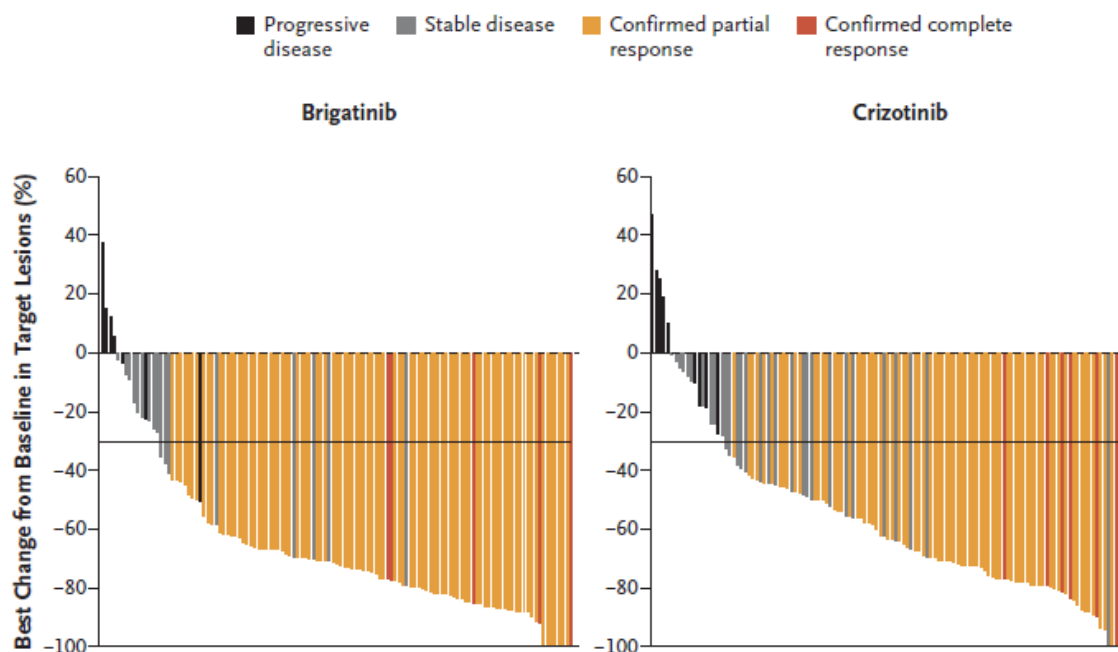 Progressive
disease
Stable disease
Confirmed partial
response
Confirmed complete
response
Brigatinib
Crizotinib
Best Change from Baseline in Target Lesions (%)
60
40
20
0
−20
−40
−60
−80
−100
60
40
20
0
−20
−40
−60
−80
−100